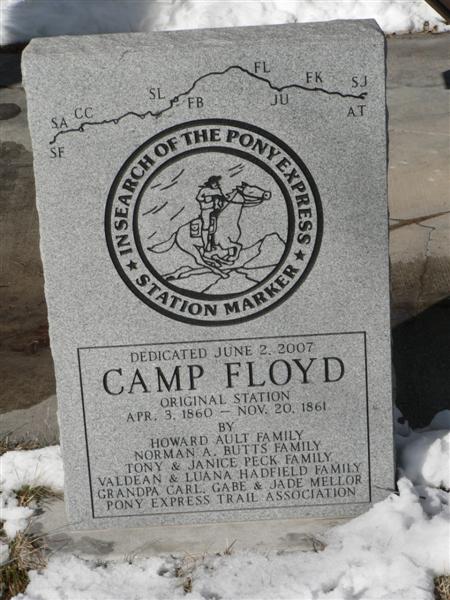 FL
SL
FK
SJ
CC
FB
JU
SA
AT
SF
IN SEARCH OF THE PONY EXPRESS
★ STATION MARKER ★
DEDICATED JUNE 2, 2007
CAMP FLOYD
ORIGINAL STATION
APR. 3, 1860 – NOV. 20, 1861
BY
HOWARD AULT FAMILY
NORMAN A. BUTTS FAMILY
TONY & JANICE PECK FAMILY
VALDEAN & LUANA HADFIELD FAMILY
GRANDPA CARL, GABE & JADE MELLOR
PONY EXPRESS TRAIL ASSOCIATION